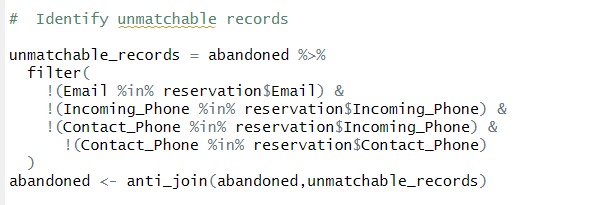 #  Identify unmatchable records
unmatchable_records = abandoned %>%
  filter(
    !(Email %in% reservation$Email) &
    !(Incoming_Phone %in% reservation$Incoming_Phone) &
    !(Contact_Phone %in% reservation$Incoming_Phone) &
      !(Contact_Phone %in% reservation$Contact_Phone)
  )
abandoned <- anti_join(abandoned,unmatchable_records)